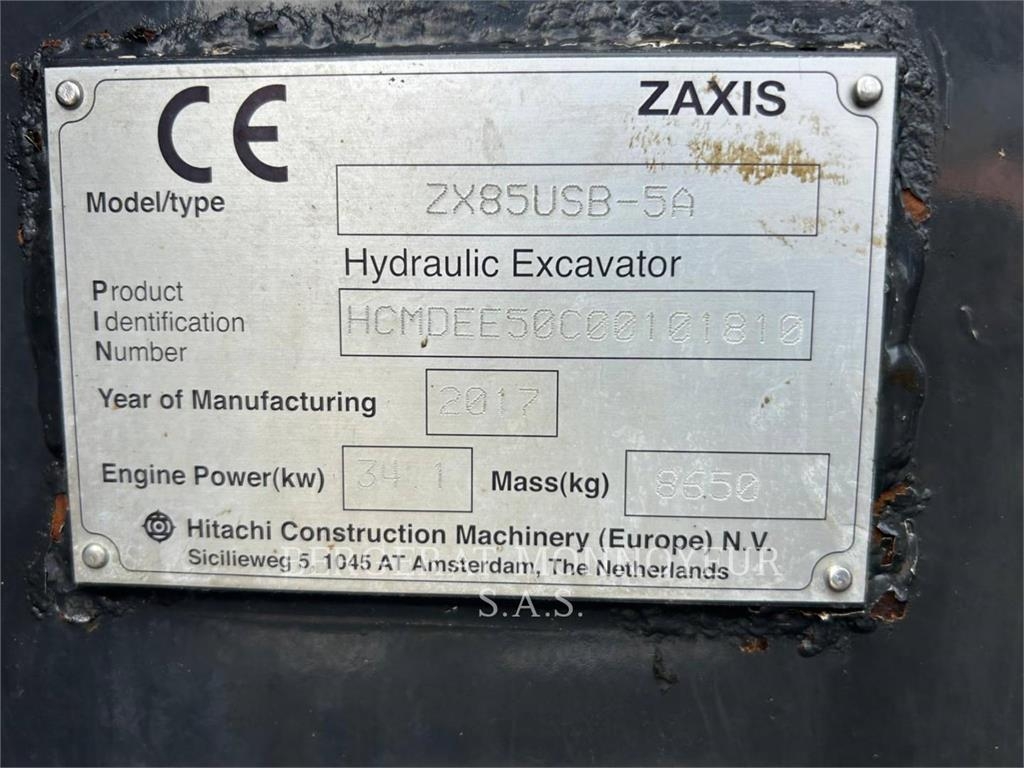 CE ZAXIS
Model/type ZX85USB-5A
Hydraulic Excavator
Product
Identification HCMDEE50C00101810
Number
Year of Manufacturing 2017
Engine Power(kw) 34.1 Mass(kg) 8650
Hitachi Construction Machinery (Europe) N.V.
Sicilieweg 5, 1045 AT Amsterdam, The Netherlands
BERGERAT MONNOYEUR
S.A.S.